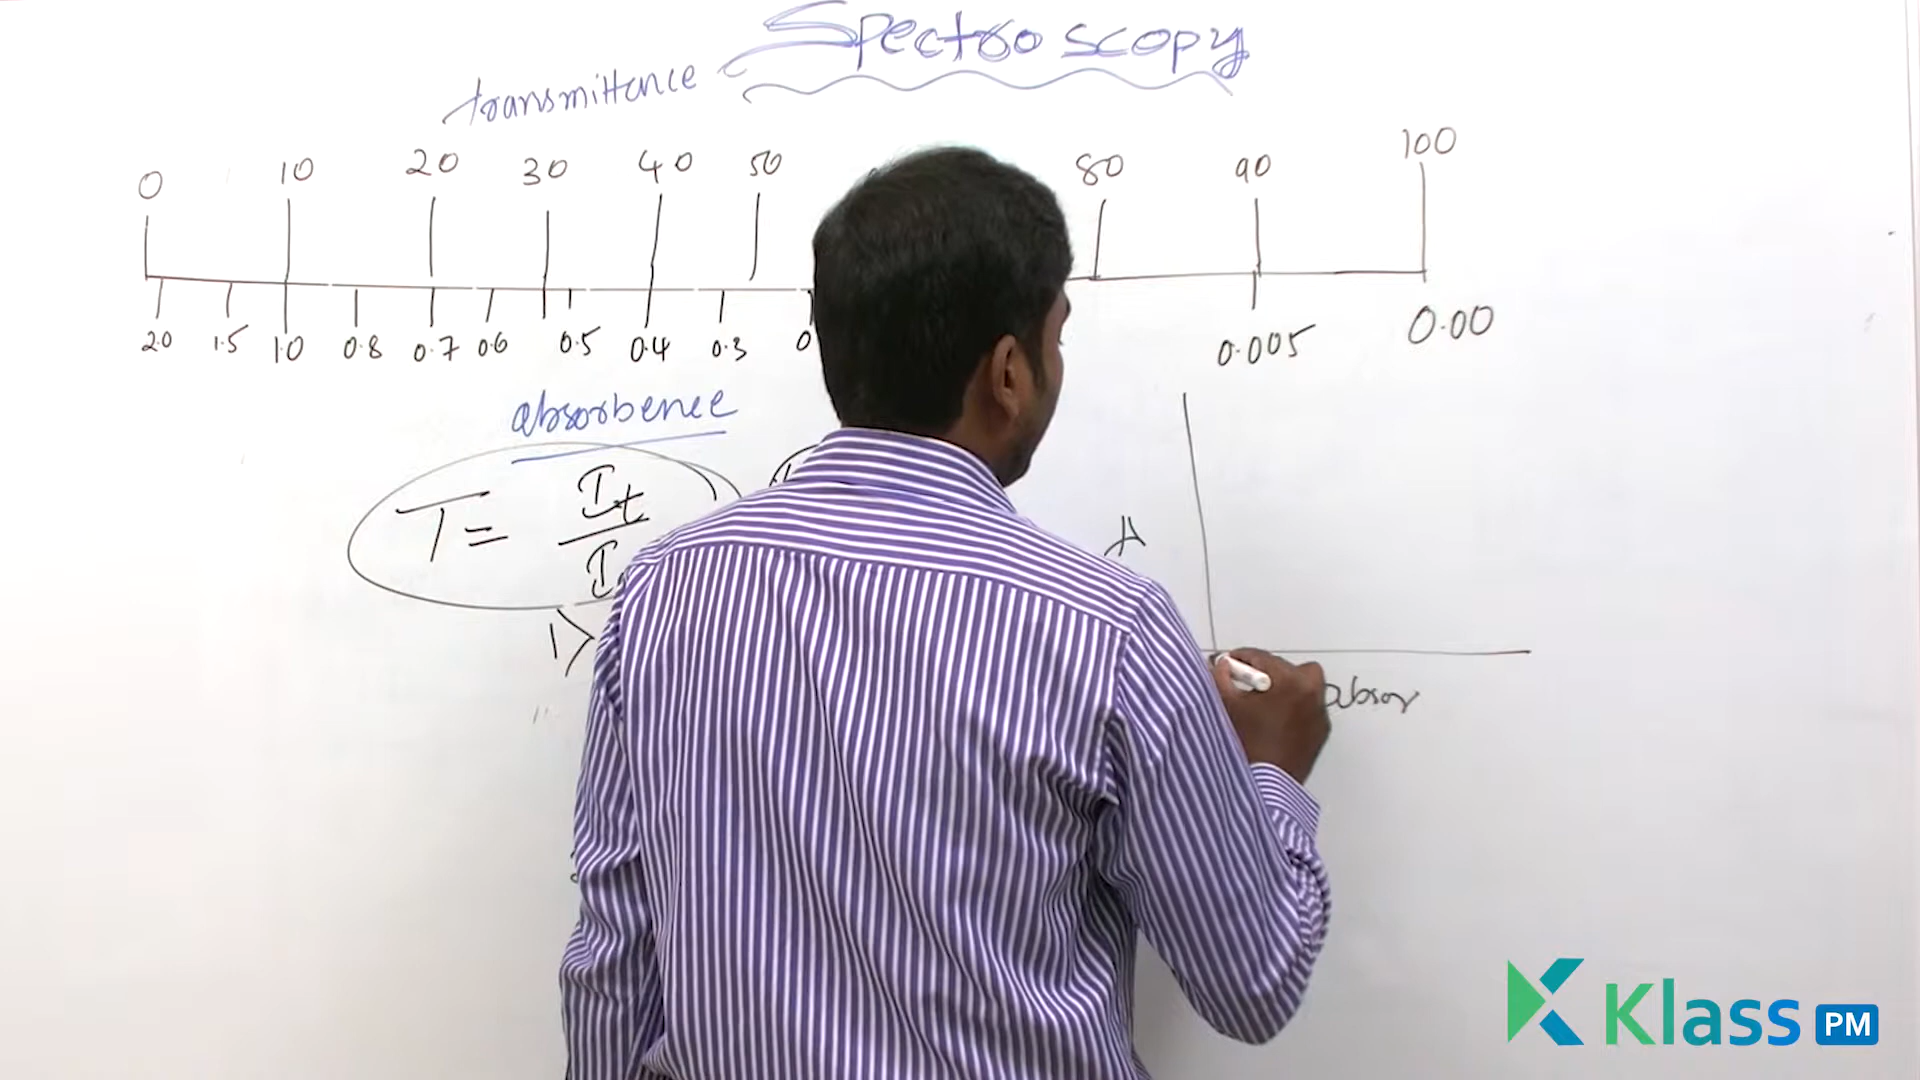 Spectroscopy
transmittance
0 10 20 30 40 50 80 90 100
2.0 1.5 1.0 0.8 0.7 0.6 0.5 0.4 0.3 0 0.005 0.00
absorbence
T = It
I
A
1>
absor
Klass PM